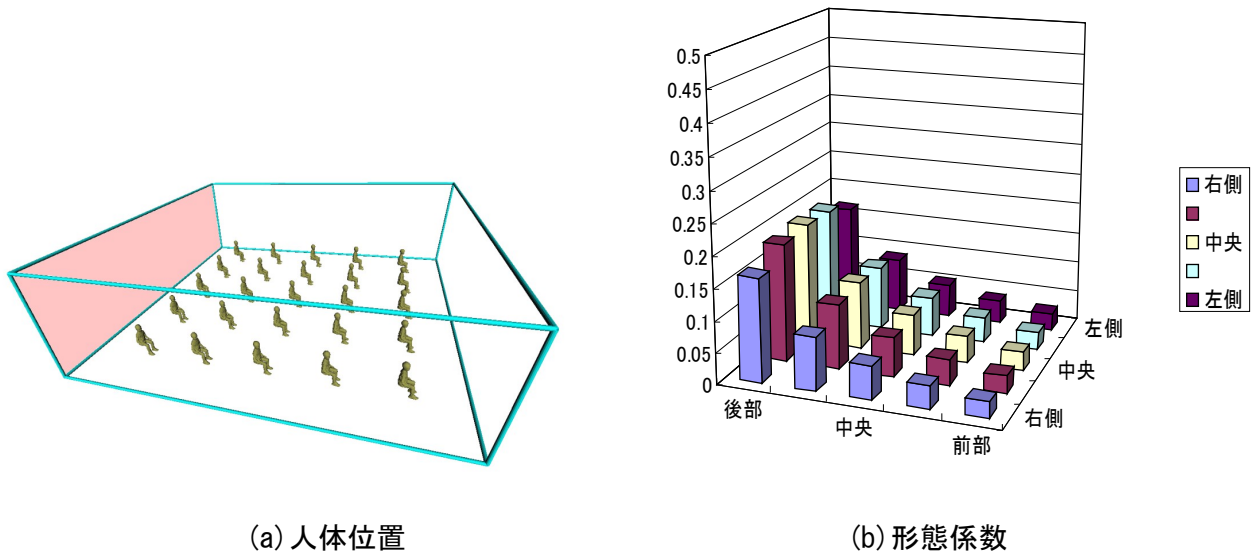 0.5
0.45
0.4
0.35
0.3
0.25
0.2
0.15
0.1
0.05
0
後部
中央
前部
右側
中央
左側
右側
中央
左側
(a)人体位置
(b)形態係数